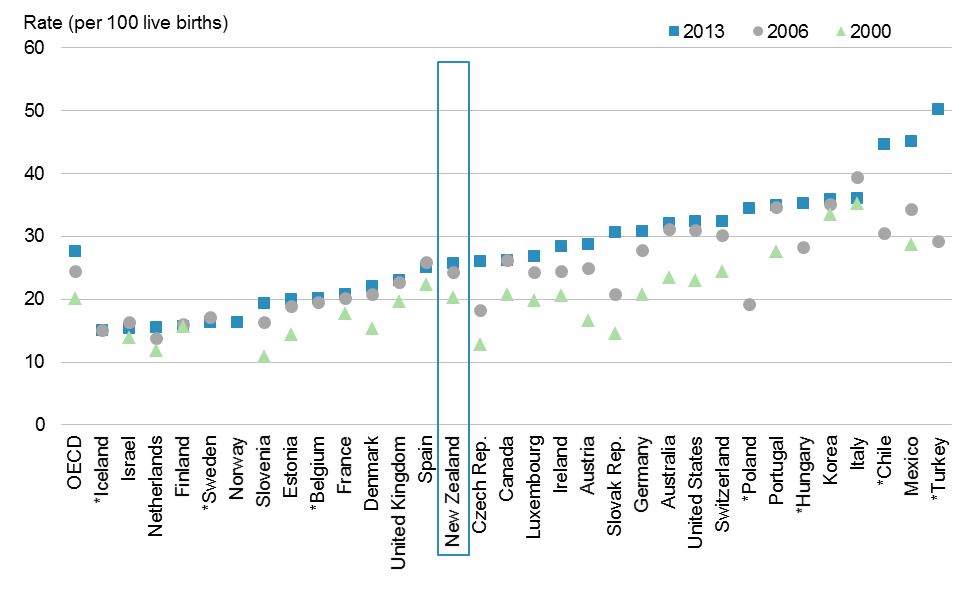 Rate (per 100 live births)
2013
2006
2000
60
50
40
30
20
10
0
OECD
*Iceland
Israel
Netherlands
Finland
*Sweden
Norway
Slovenia
Estonia
*Belgium
France
Denmark
United Kingdom
Spain
New Zealand
Czech Rep.
Canada
Luxembourg
Ireland
Austria
Slovak Rep.
Germany
Australia
United States
Switzerland
*Poland
Portugal
*Hungary
Korea
Italy
*Chile
Mexico
*Turkey